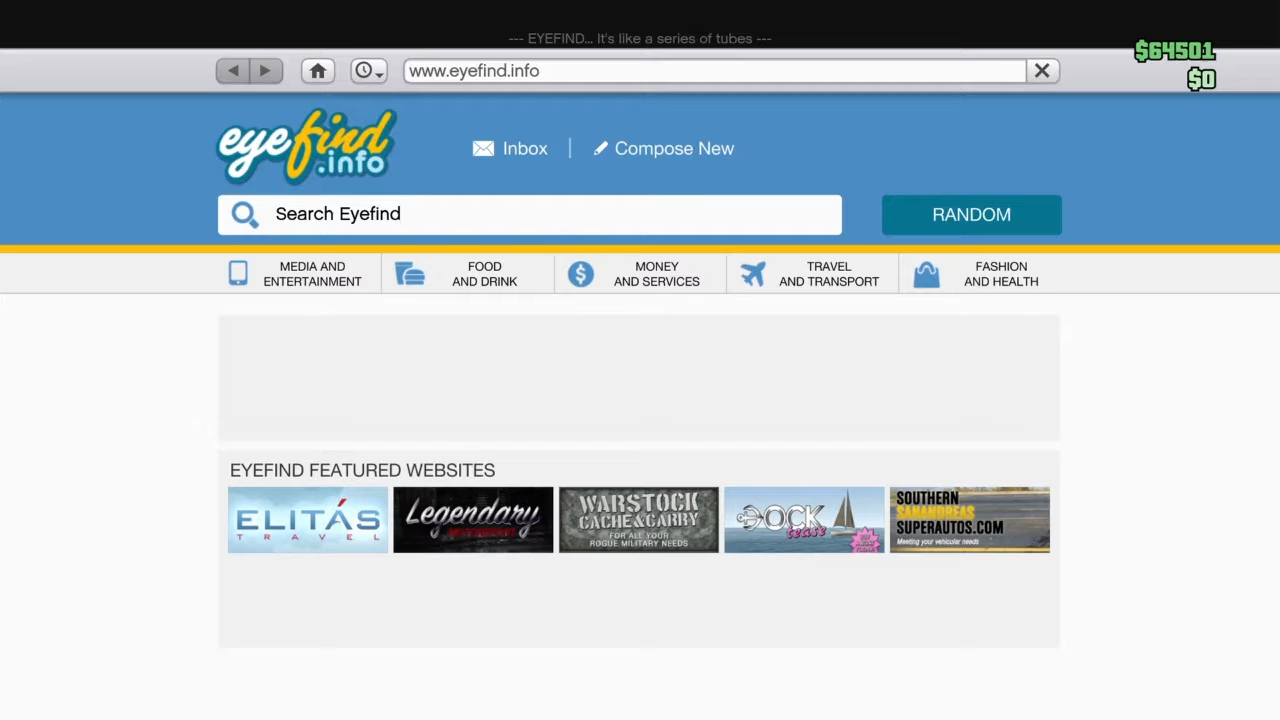 --- EYEFIND... It's like a series of tubes ---
$64501
www.eyefind.info
$0
eyefind
.info
Inbox
Compose New
Search Eyefind
RANDOM
MEDIA AND
ENTERTAINMENT
FOOD
AND DRINK
MONEY
AND SERVICES
TRAVEL
AND TRANSPORT
FASHION
AND HEALTH
EYEFIND FEATURED WEBSITES
ELITÁS
TRAVEL
Legendary
MOTORSPORT
WARSTOCK
CACHE&CARRY
FOR ALL YOUR
ROGUE MILITARY NEEDS
DOCK
tease
SOUTHERN
SANANDREAS
SUPERAUTOS.COM
Meeting your vehicular needs